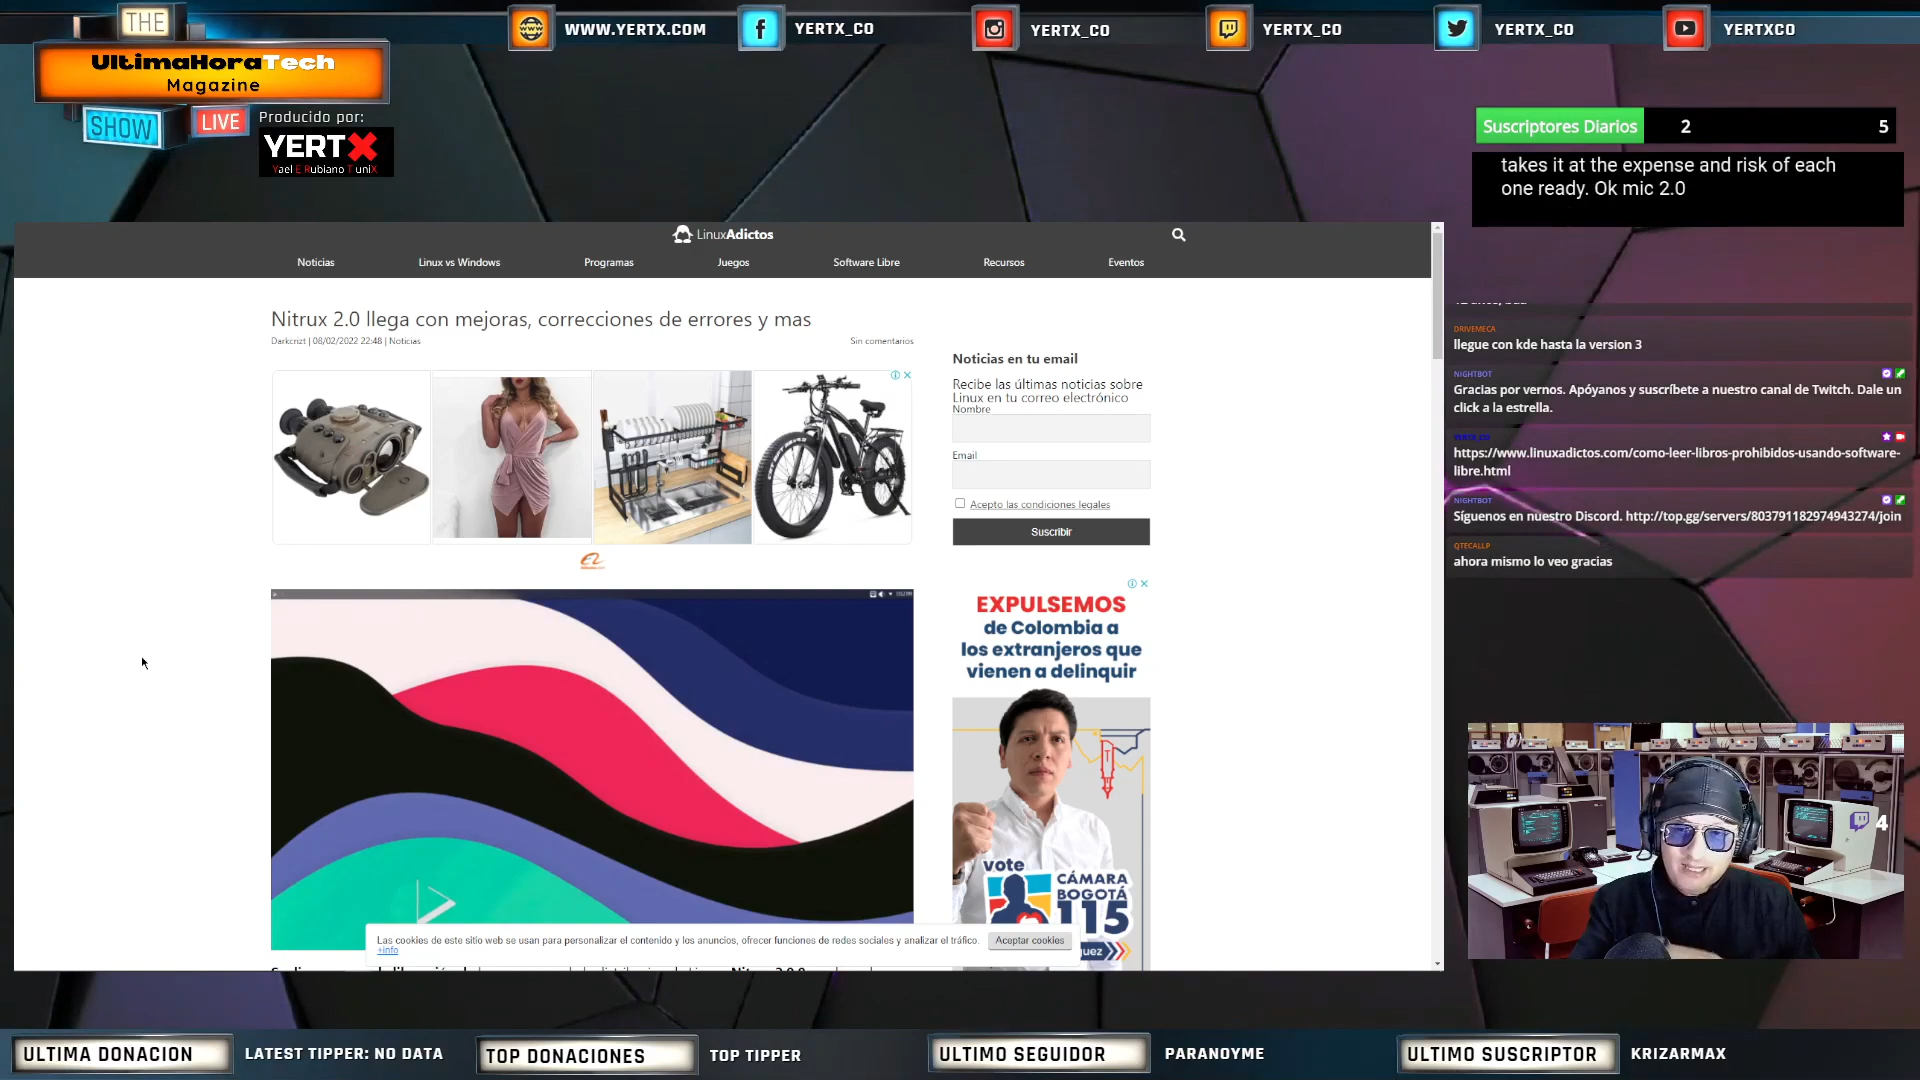 THE
UltimaHoraTech
Magazine
SHOW
LIVE
Producido por:
YERTX
Yael E Rubiano T uniX
WWW.YERTX.COM
YERTX_CO
YERTX_CO
YERTX_CO
YERTX_CO
YERTXCO
Suscriptores Diarios 2 5
takes it at the expense and risk of each
one ready. Ok mic 2.0
LinuxAdictos
Noticias
Linux vs Windows
Programas
Juegos
Software Libre
Recursos
Eventos
Nitrux 2.0 llega con mejoras, correcciones de errores y mas
Darkcrizt | 08/02/2022 22:48 | Noticias
Sin comentarios
Noticias en tu email
Recibe las últimas noticias sobre
Linux en tu correo electrónico
Nombre
Email
Acepto las condiciones legales
Suscribir
EXPULSEMOS
de Colombia a
los extranjeros que
vienen a delinquir
vote
CÁMARA
BOGOTÁ
115
Las cookies de este sitio web se usan para personalizar el contenido y los anuncios, ofrecer funciones de redes sociales y analizar el tráfico.
+info
Aceptar cookies
DRIVEMECA
llegue con kde hasta la version 3
NIGHTBOT
Gracias por vernos. Apóyanos y suscríbete a nuestro canal de Twitch. Dale un
click a la estrella.
YERTX_CO
https://www.linuxadictos.com/como-leer-libros-prohibidos-usando-software-
libre.html
NIGHTBOT
Síguenos en nuestro Discord. http://top.gg/servers/803791182974943274/join
QTECALLP
ahora mismo lo veo gracias
4
ULTIMA DONACION
LATEST TIPPER: NO DATA
TOP DONACIONES
TOP TIPPER
ULTIMO SEGUIDOR
PARANOYME
ULTIMO SUSCRIPTOR
KRIZARMAX